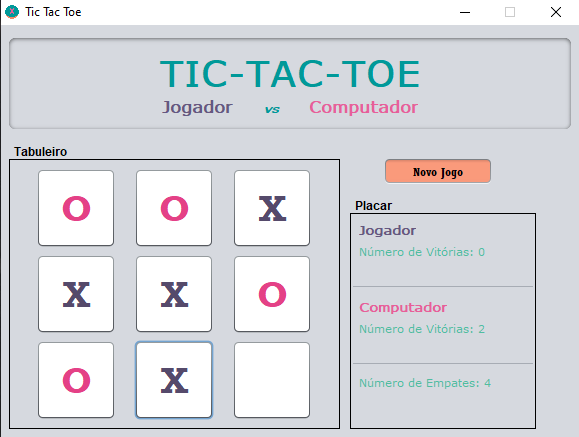 Tic Tac Toe
TIC-TAC-TOE
Jogador vs Computador
Tabuleiro
O O X
X X O
O X
Novo Jogo
Placar
Jogador
Número de Vitórias: 0
Computador
Número de Vitórias: 2
Número de Empates: 4